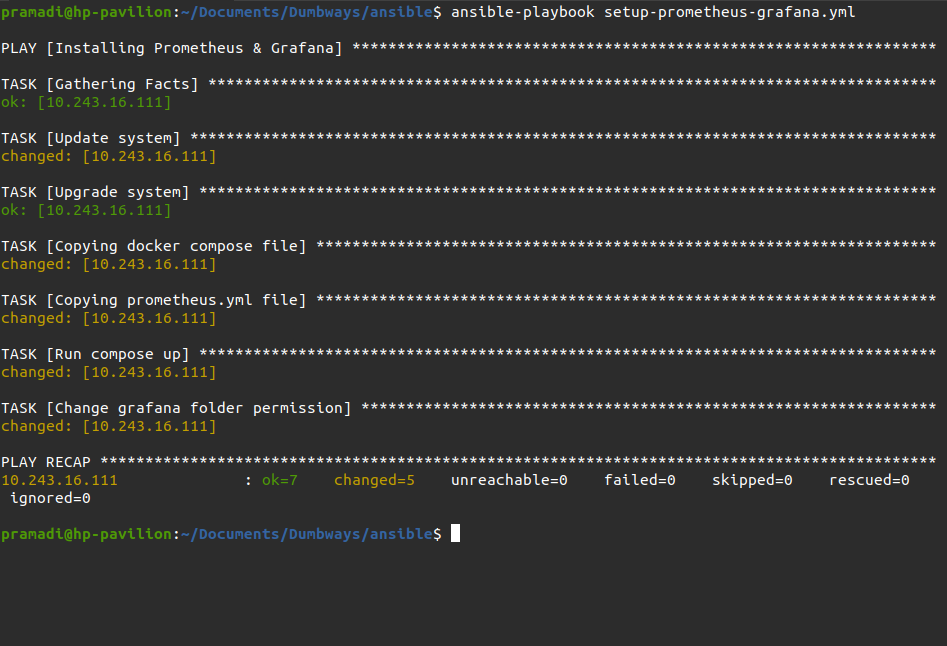 pramadi@hp-pavilion:~/Documents/Dumbways/ansible$ ansible-playbook setup-prometheus-grafana.yml
PLAY [Installing Prometheus & Grafana] *****************************************************************
TASK [Gathering Facts] *********************************************************************************
ok: [10.243.16.111]
TASK [Update system] ***********************************************************************************
changed: [10.243.16.111]
TASK [Upgrade system] **********************************************************************************
ok: [10.243.16.111]
TASK [Copying docker compose file] *********************************************************************
changed: [10.243.16.111]
TASK [Copying prometheus.yml file] *********************************************************************
changed: [10.243.16.111]
TASK [Run compose up] **********************************************************************************
changed: [10.243.16.111]
TASK [Change grafana folder permission] ****************************************************************
changed: [10.243.16.111]
PLAY RECAP *********************************************************************************************
10.243.16.111              : ok=7    changed=5    unreachable=0    failed=0    skipped=0    rescued=0
 ignored=0
pramadi@hp-pavilion:~/Documents/Dumbways/ansible$